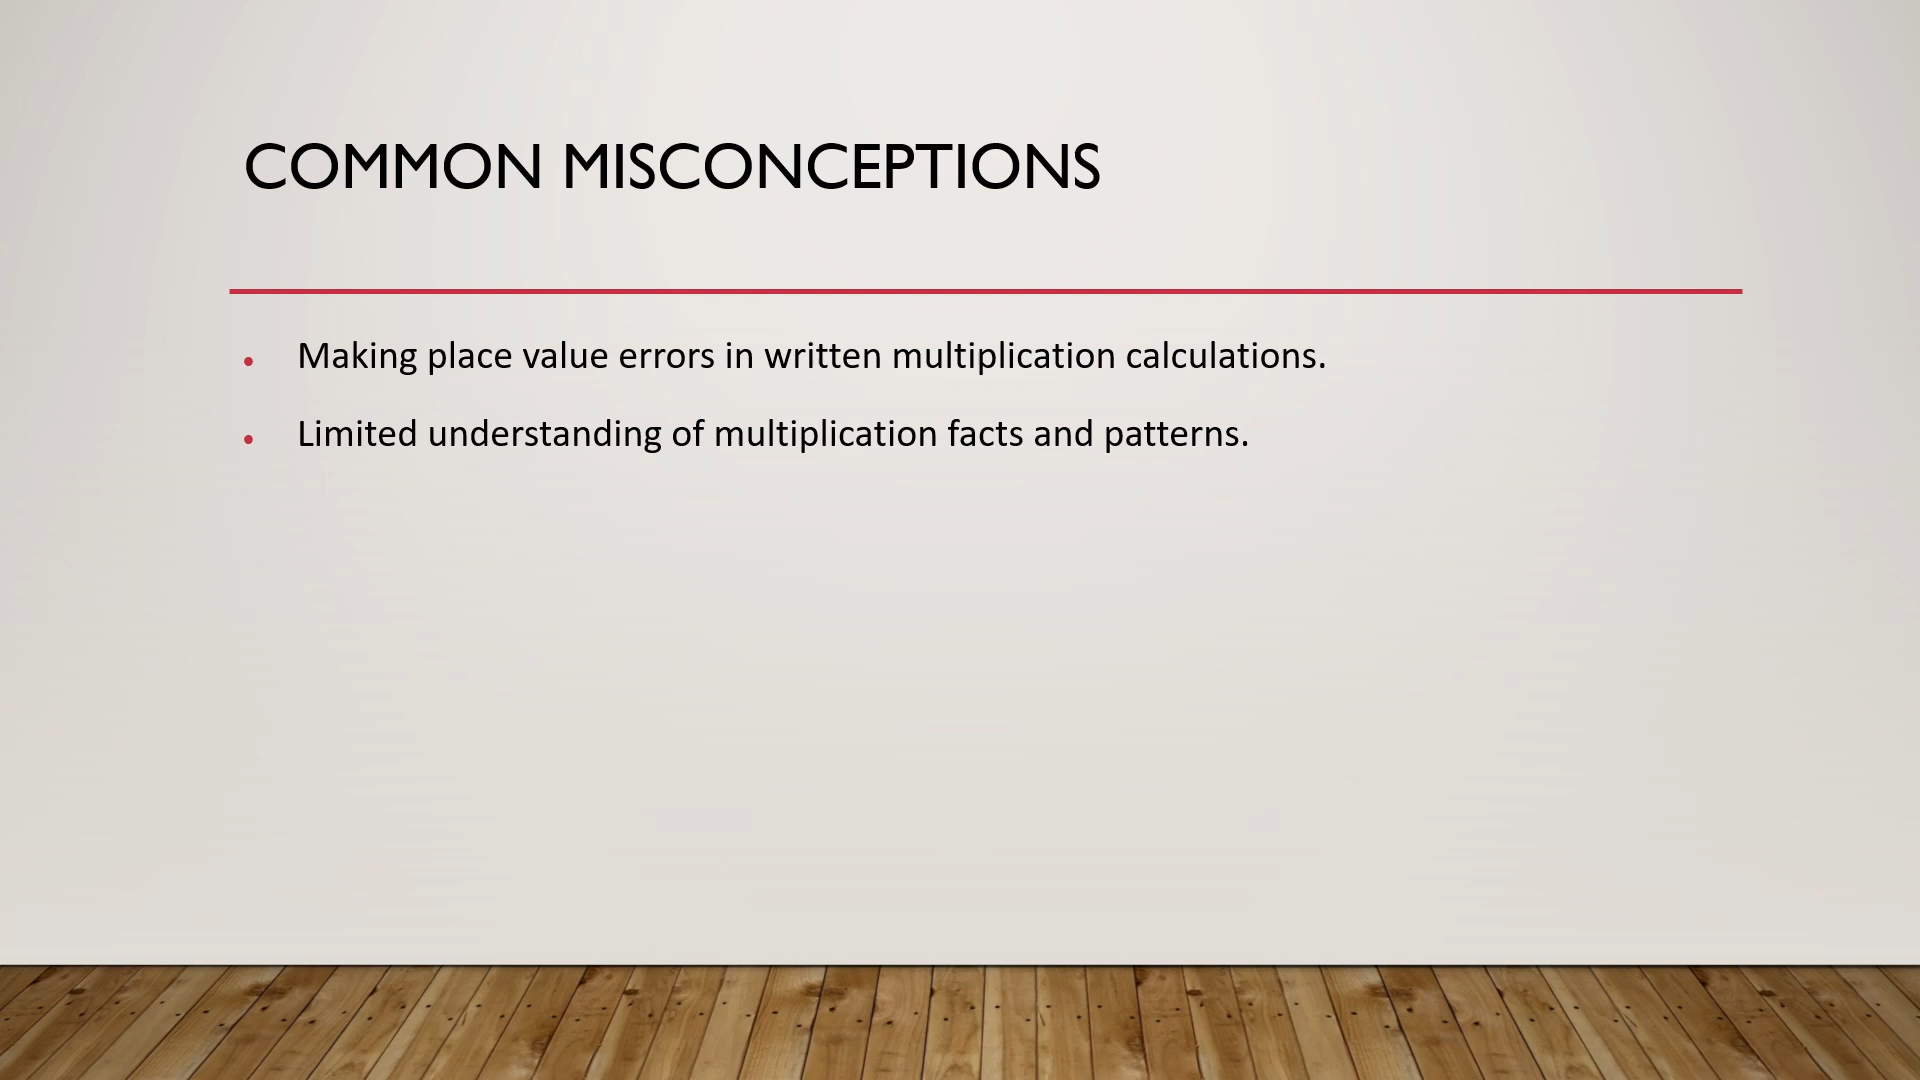 COMMON MISCONCEPTIONS
• Making place value errors in written multiplication calculations.
• Limited understanding of multiplication facts and patterns.